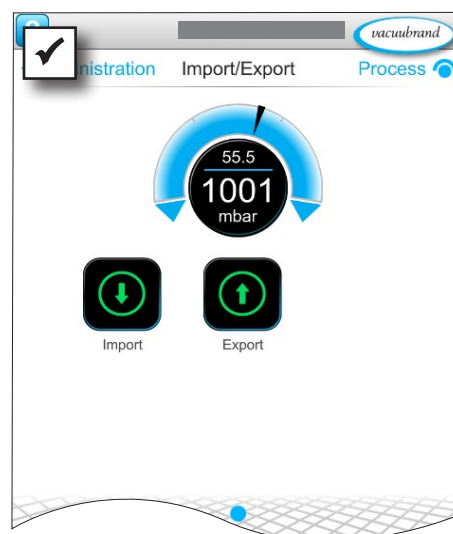 vacuubrand
nistration Import/Export Process
55.5
1001
mbar
Import Export